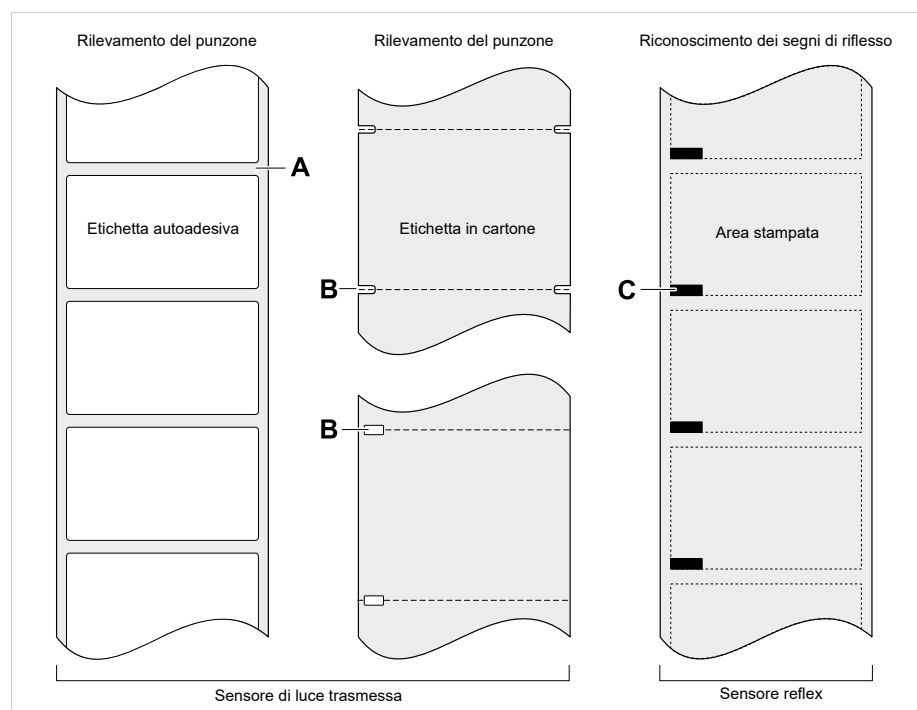 Rilevamento del punzone
Rilevamento del punzone
Riconoscimento dei segni di riflesso
A
Etichetta autoadesiva
Etichetta in cartone
Area stampata
B
C
B
Sensore di luce trasmessa
Sensore reflex